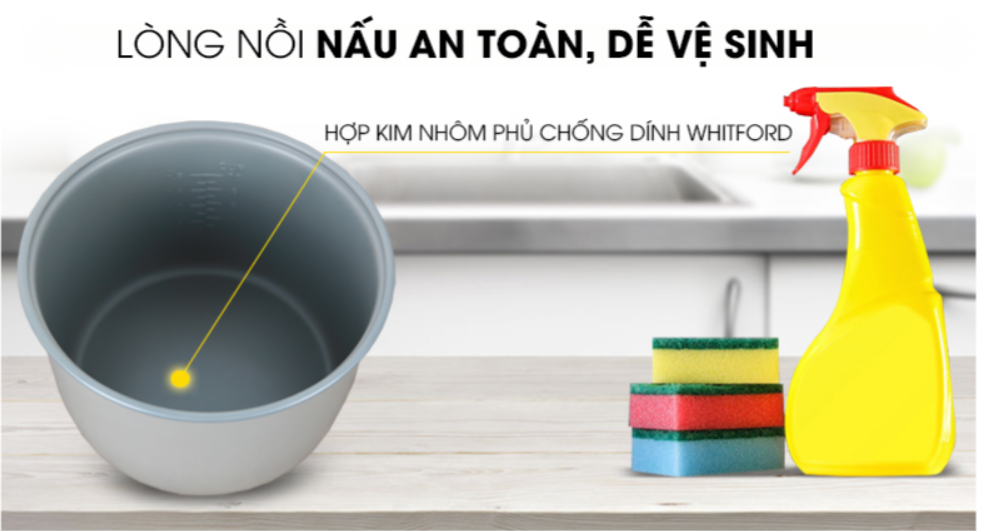 LÒNG NỒI NẤU AN TOÀN, DỄ VỆ SINH
HỢP KIM NHÔM PHỦ CHỐNG DÍNH WHITFORD